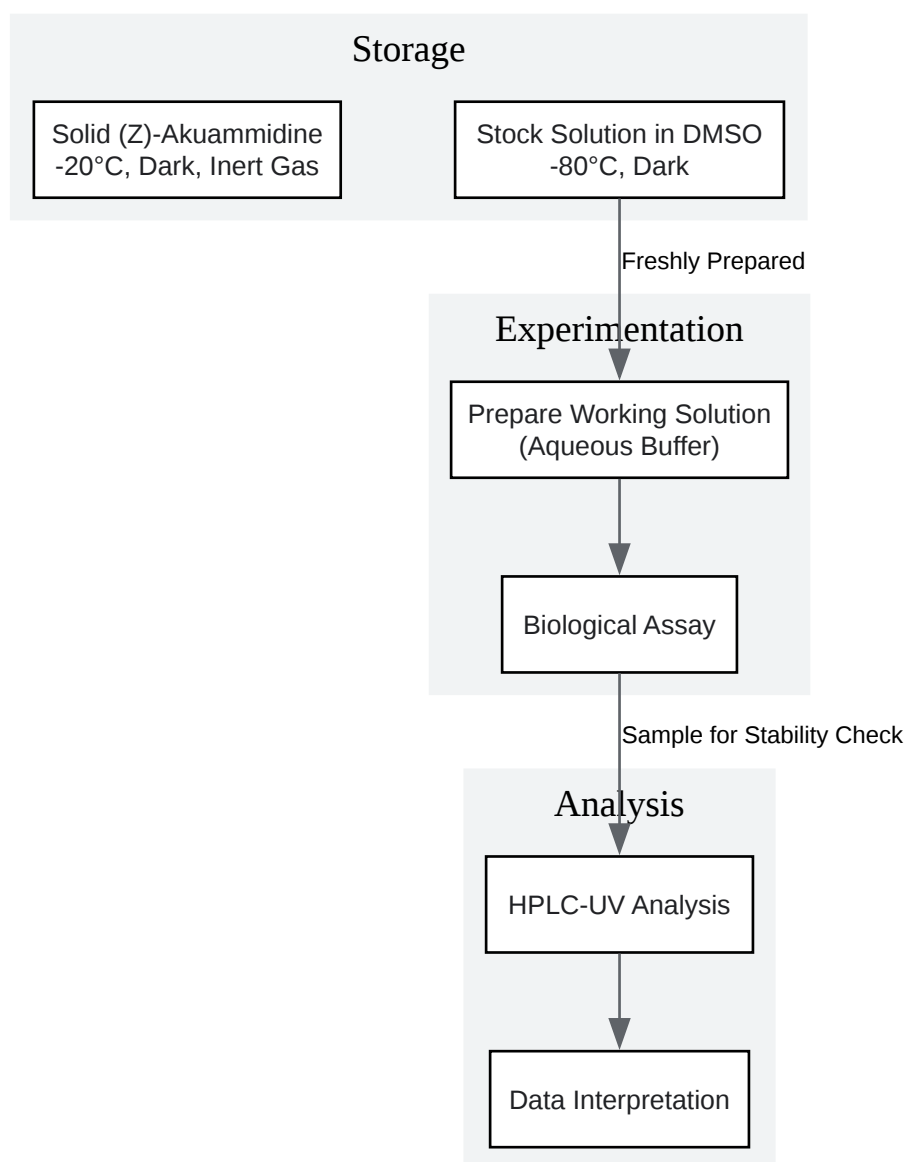 Storage
Solid (Z)-Akuammidine
-20°C, Dark, Inert Gas
Stock Solution in DMSO
-80°C, Dark
Freshly Prepared
Experimentation
Prepare Working Solution
(Aqueous Buffer)
Biological Assay
Sample for Stability Check
Analysis
HPLC-UV Analysis
Data Interpretation